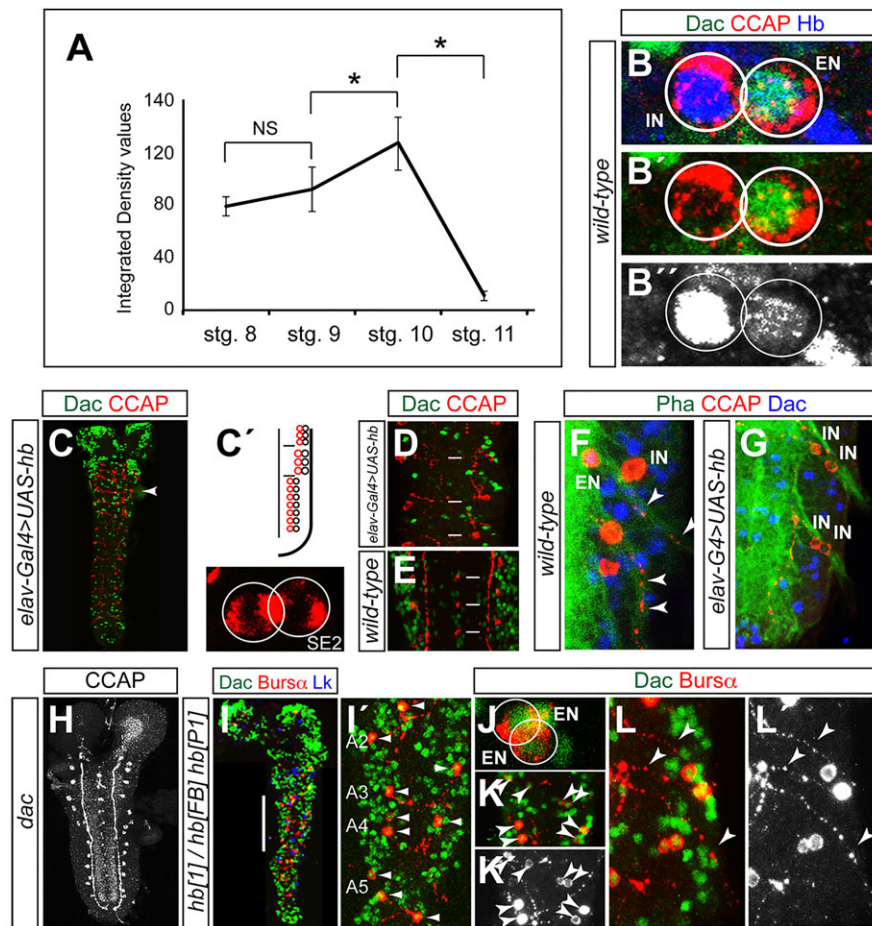 A
*
*
NS
Integrated Density values
140
120
80
40
0
stg. 8
stg. 9
stg. 10
stg. 11
Dac CCAP Hb
wild-type
B
EN
IN
B´
B´´
Dac CCAP
elav-Gal4>UAS-hb
C
C´
SE2
Dac CCAP
elav-Gal4>UAS-hb
D
wild-type
E
Pha CCAP Dac
wild-type
F
IN
EN
elav-G4>UAS-hb
G
IN
IN
IN
IN
CCAP
dac
H
Dac Bursα Lk
hb[1] / hb[FB] hb[P1]
I
I´
A2
A3
A4
A5
Dac Bursα
J
EN
EN
K
K´
L
L´